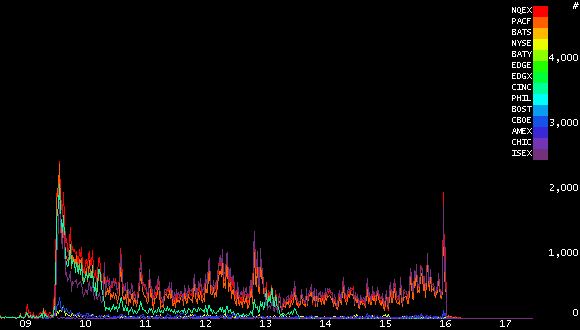 #
NQEX
PACF
BATS
NYSE
BATY
EDGE
EDGX
CINC
PHIL
BOST
CBOE
AMEX
CHIC
ISEX
4,000
3,000
2,000
1,000
0
09 10 11 12 13 14 15 16 17